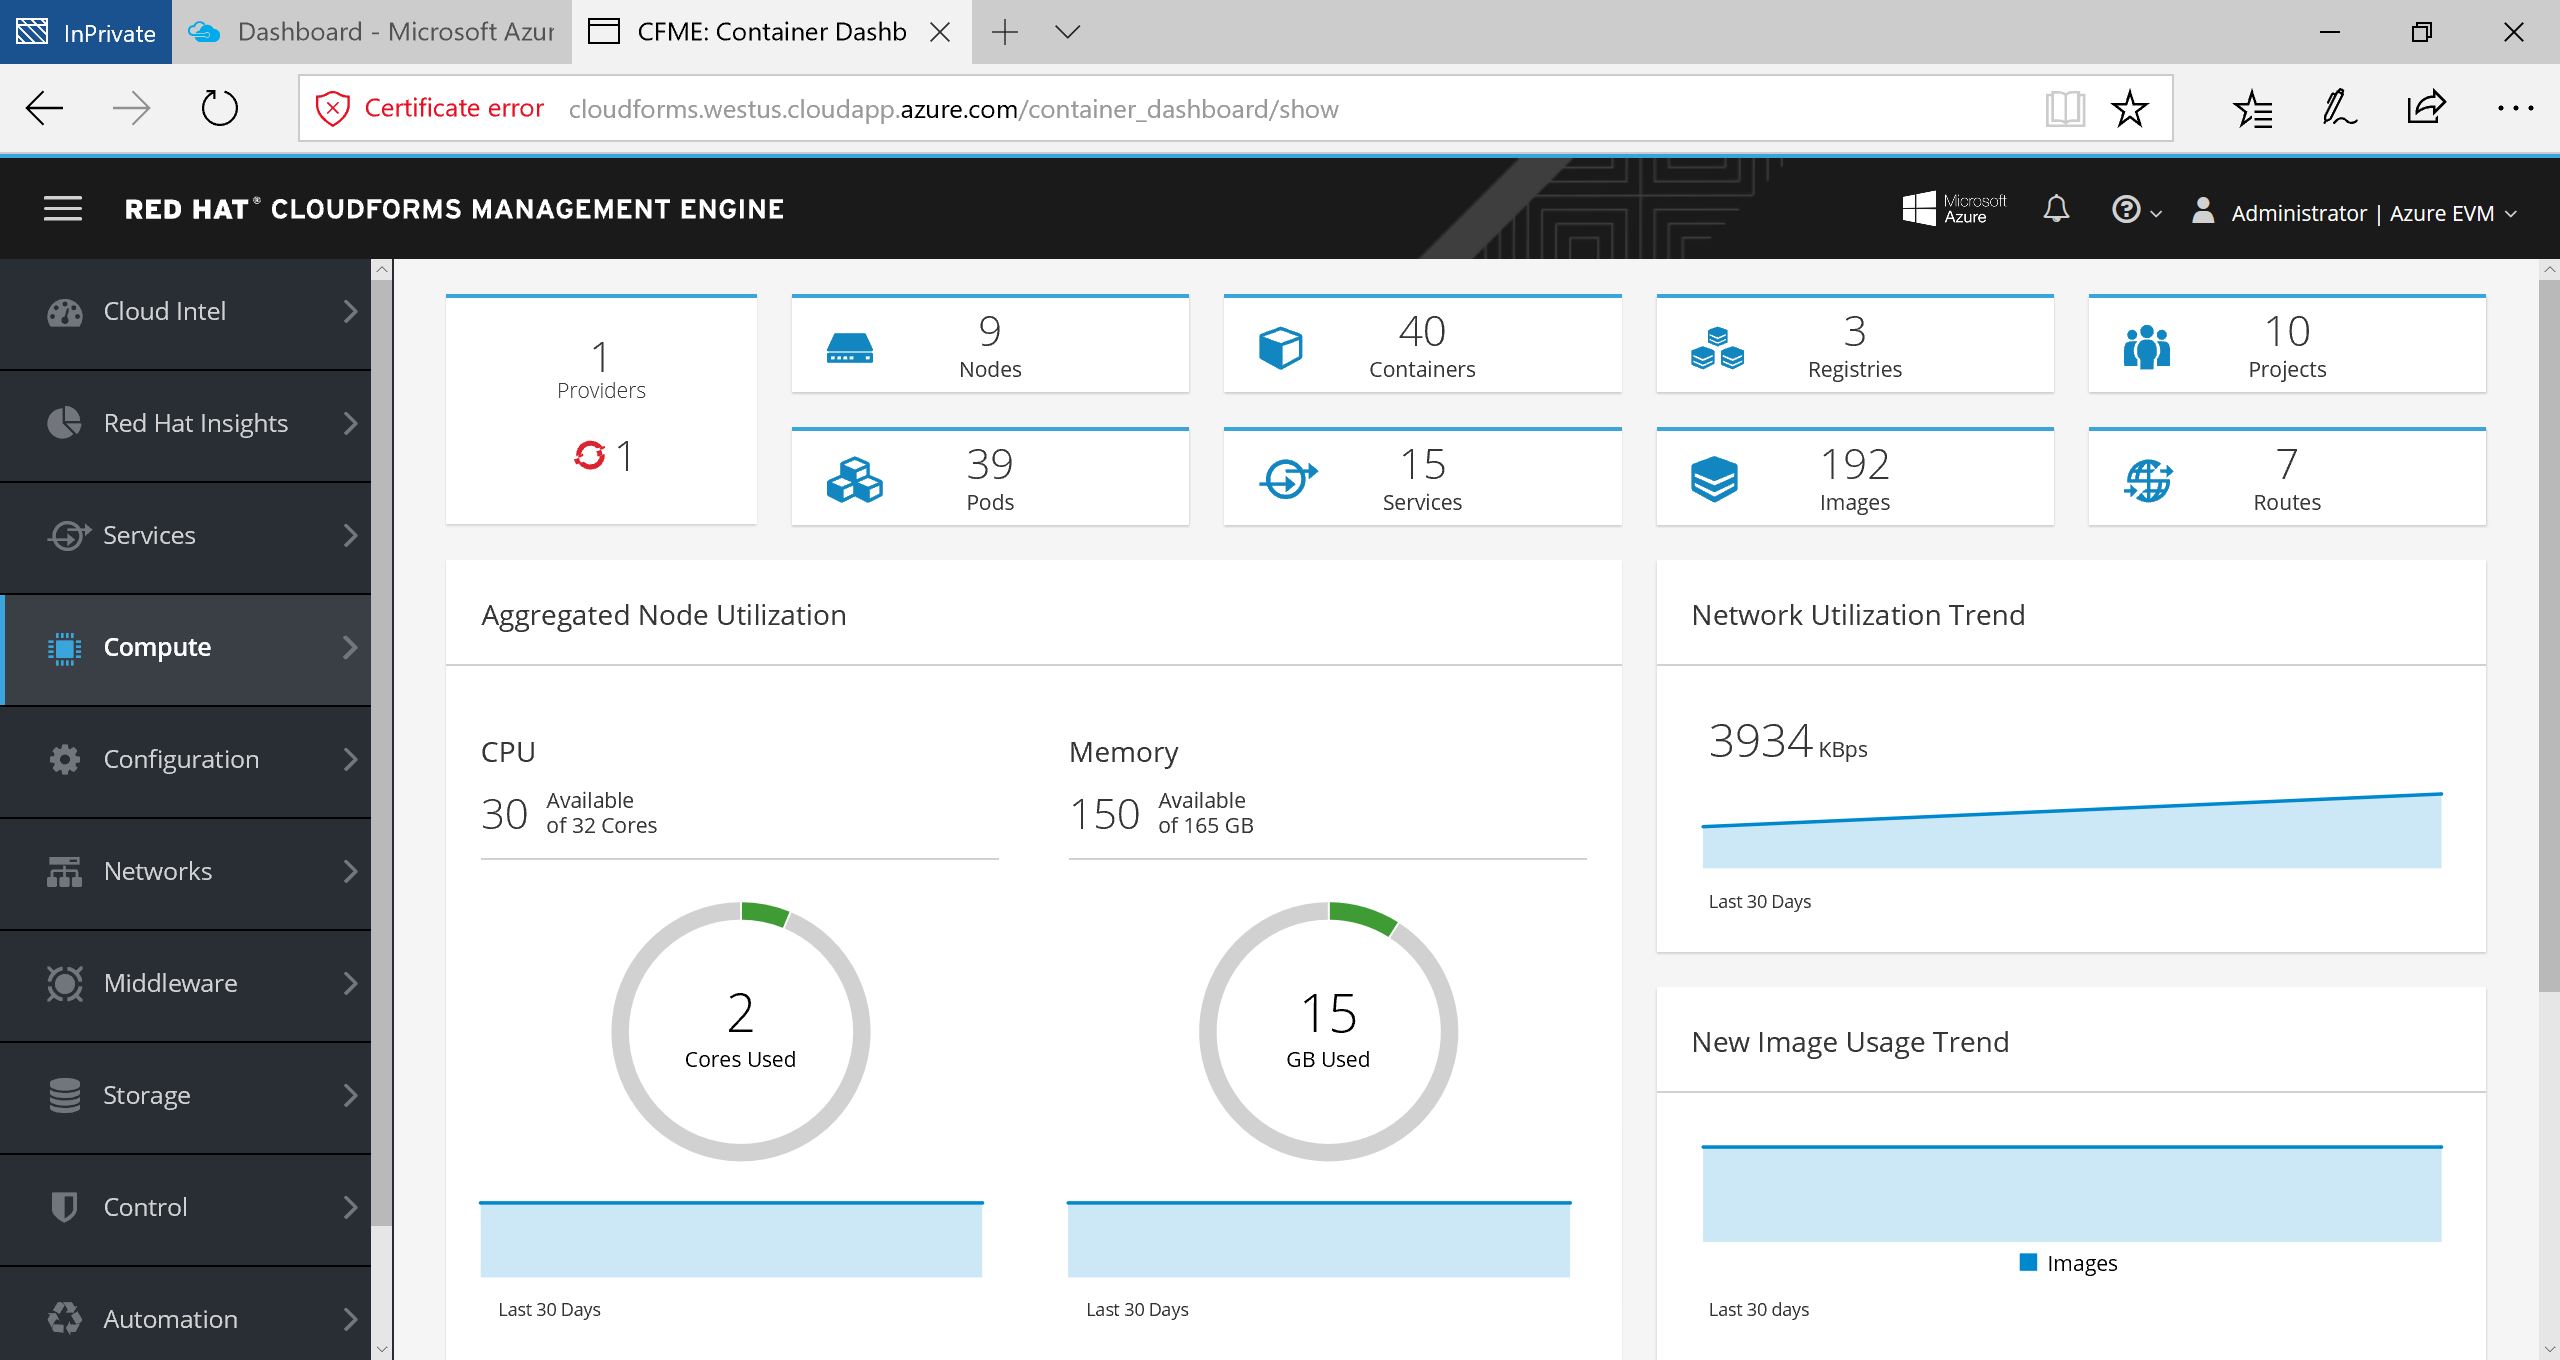 InPrivate
Dashboard - Microsoft Azur
CFME: Container Dashb
Certificate error
cloudforms.westus.cloudapp.azure.com/container_dashboard/show
RED HAT® CLOUDFORMS MANAGEMENT ENGINE
Microsoft
Azure
Administrator | Azure EVM
Cloud Intel
Red Hat Insights
Services
Compute
Configuration
Networks
Middleware
Storage
Control
Automation
1
Providers
1
9
Nodes
40
Containers
3
Registries
10
Projects
39
Pods
15
Services
192
Images
7
Routes
Aggregated Node Utilization
CPU
30 Available
of 32 Cores
2
Cores Used
Last 30 Days
Memory
150 Available
of 165 GB
15
GB Used
Last 30 Days
Network Utilization Trend
3934 KBps
Last 30 Days
New Image Usage Trend
Images
Last 30 days